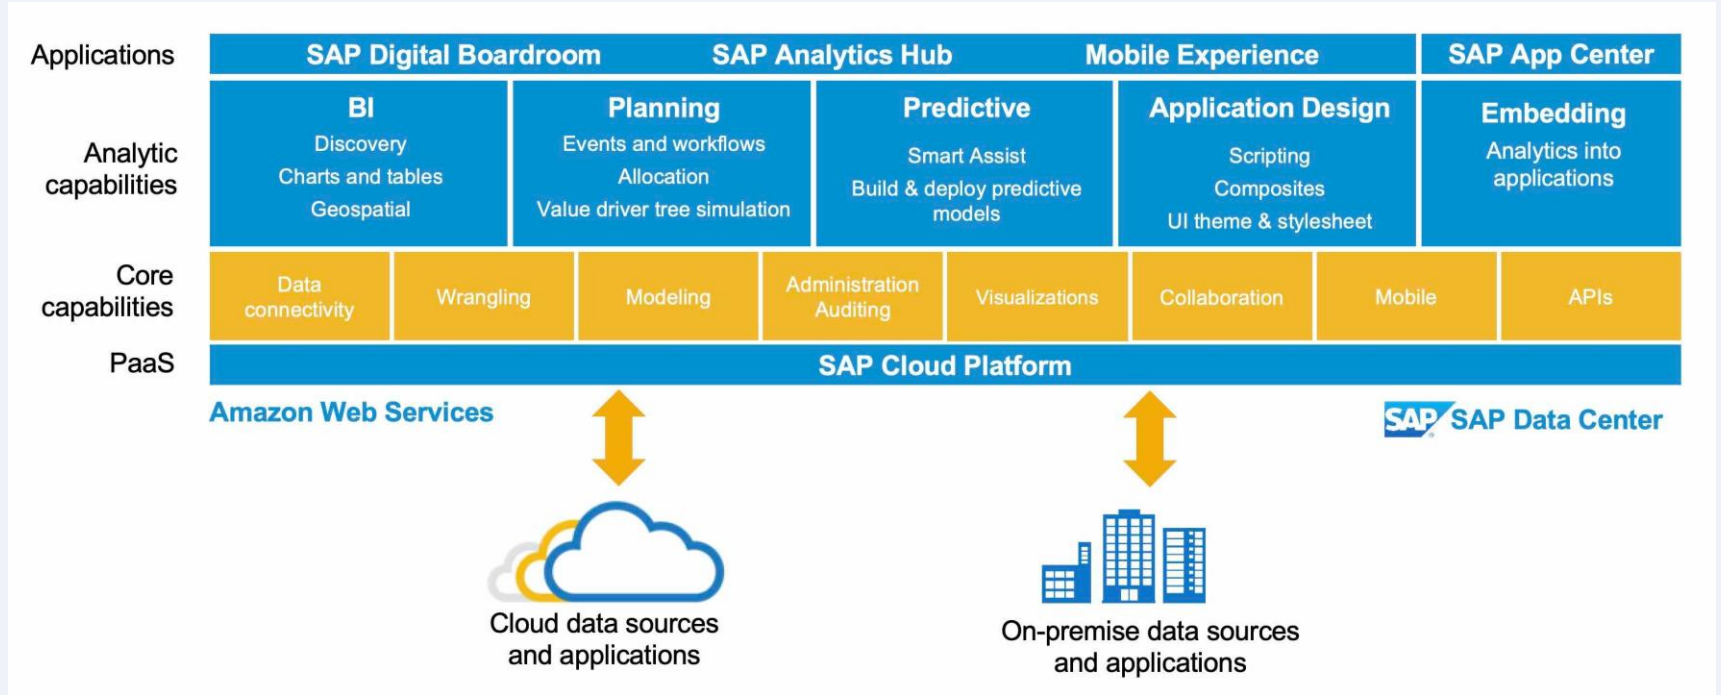 Applications
SAP Digital Boardroom
SAP Analytics Hub
Mobile Experience
SAP App Center
Analytic
capabilities
BI
Discovery
Charts and tables
Geospatial
Planning
Events and workflows
Allocation
Value driver tree simulation
Predictive
Smart Assist
Build & deploy predictive
models
Application Design
Scripting
Composites
UI theme & stylesheet
Embedding
Analytics into
applications
Core
capabilities
Data
connectivity
Wrangling
Modeling
Administration
Auditing
Visualizations
Collaboration
Mobile
APIs
PaaS
SAP Cloud Platform
Amazon Web Services
SAP
SAP Data Center
Cloud data sources
and applications
On-premise data sources
and applications